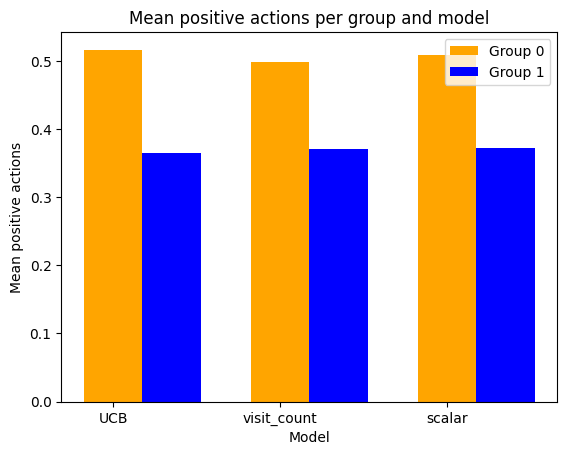 Mean positive actions per group and model
Group 0
Group 1
Mean positive actions
0.5
0.4
0.3
0.2
0.1
0.0
UCB
visit_count
scalar
Model